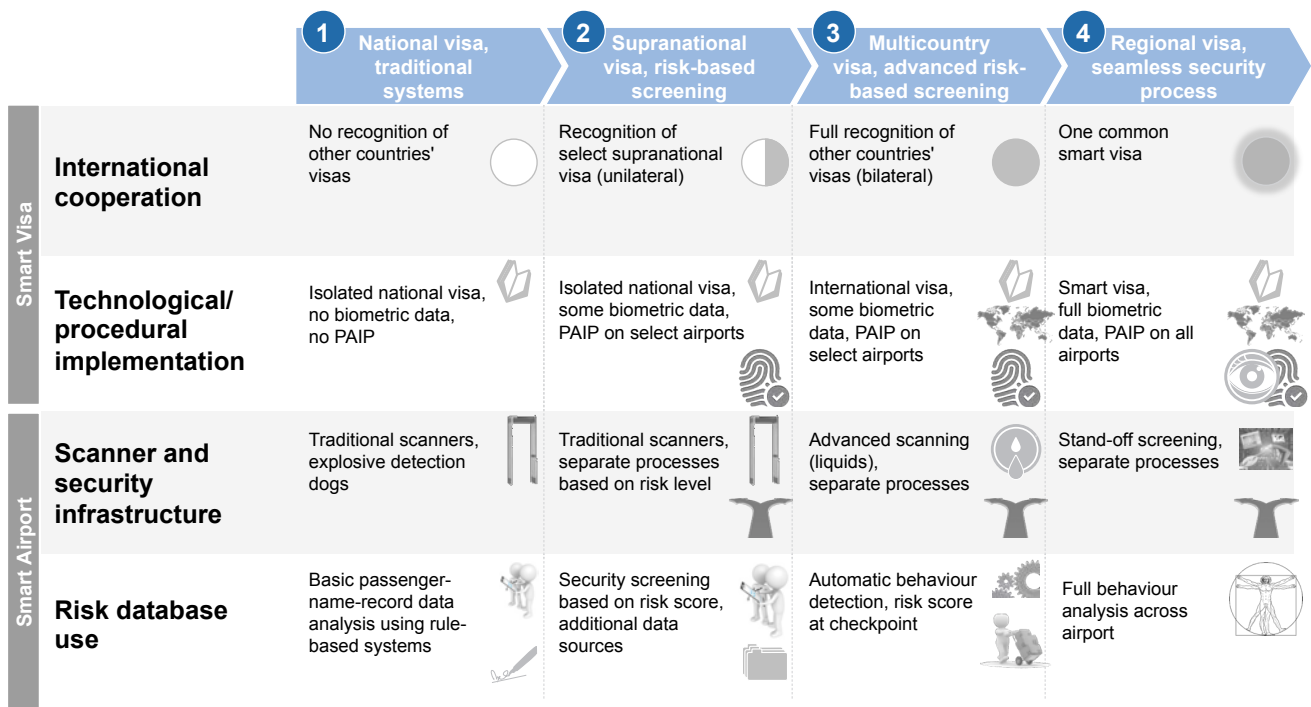 1
National visa,
traditional
systems
2
Supranational
visa, risk-based
screening
3
Multicountry
visa, advanced risk-
based screening
4
Regional visa,
seamless security
process
Smart Visa
International
cooperation
No recognition of
other countries'
visas
Recognition of
select supranational
visa (unilateral)
Full recognition of
other countries'
visas (bilateral)
One common
smart visa
Technological/
procedural
implementation
Isolated national visa,
no biometric data,
no PAIP
Isolated national visa,
some biometric data,
PAIP on select airports
International visa,
some biometric
data, PAIP on
select airports
Smart visa,
full biometric
data, PAIP on all
airports
Smart Airport
Scanner and
security
infrastructure
Traditional scanners,
explosive detection
dogs
Traditional scanners,
separate processes
based on risk level
Advanced scanning
(liquids),
separate processes
Stand-off screening,
separate processes
Risk database
use
Basic passenger-
name-record data
analysis using rule-
based systems
Security screening
based on risk score,
additional data
sources
Automatic behaviour
detection, risk score
at checkpoint
Full behaviour
analysis across
airport